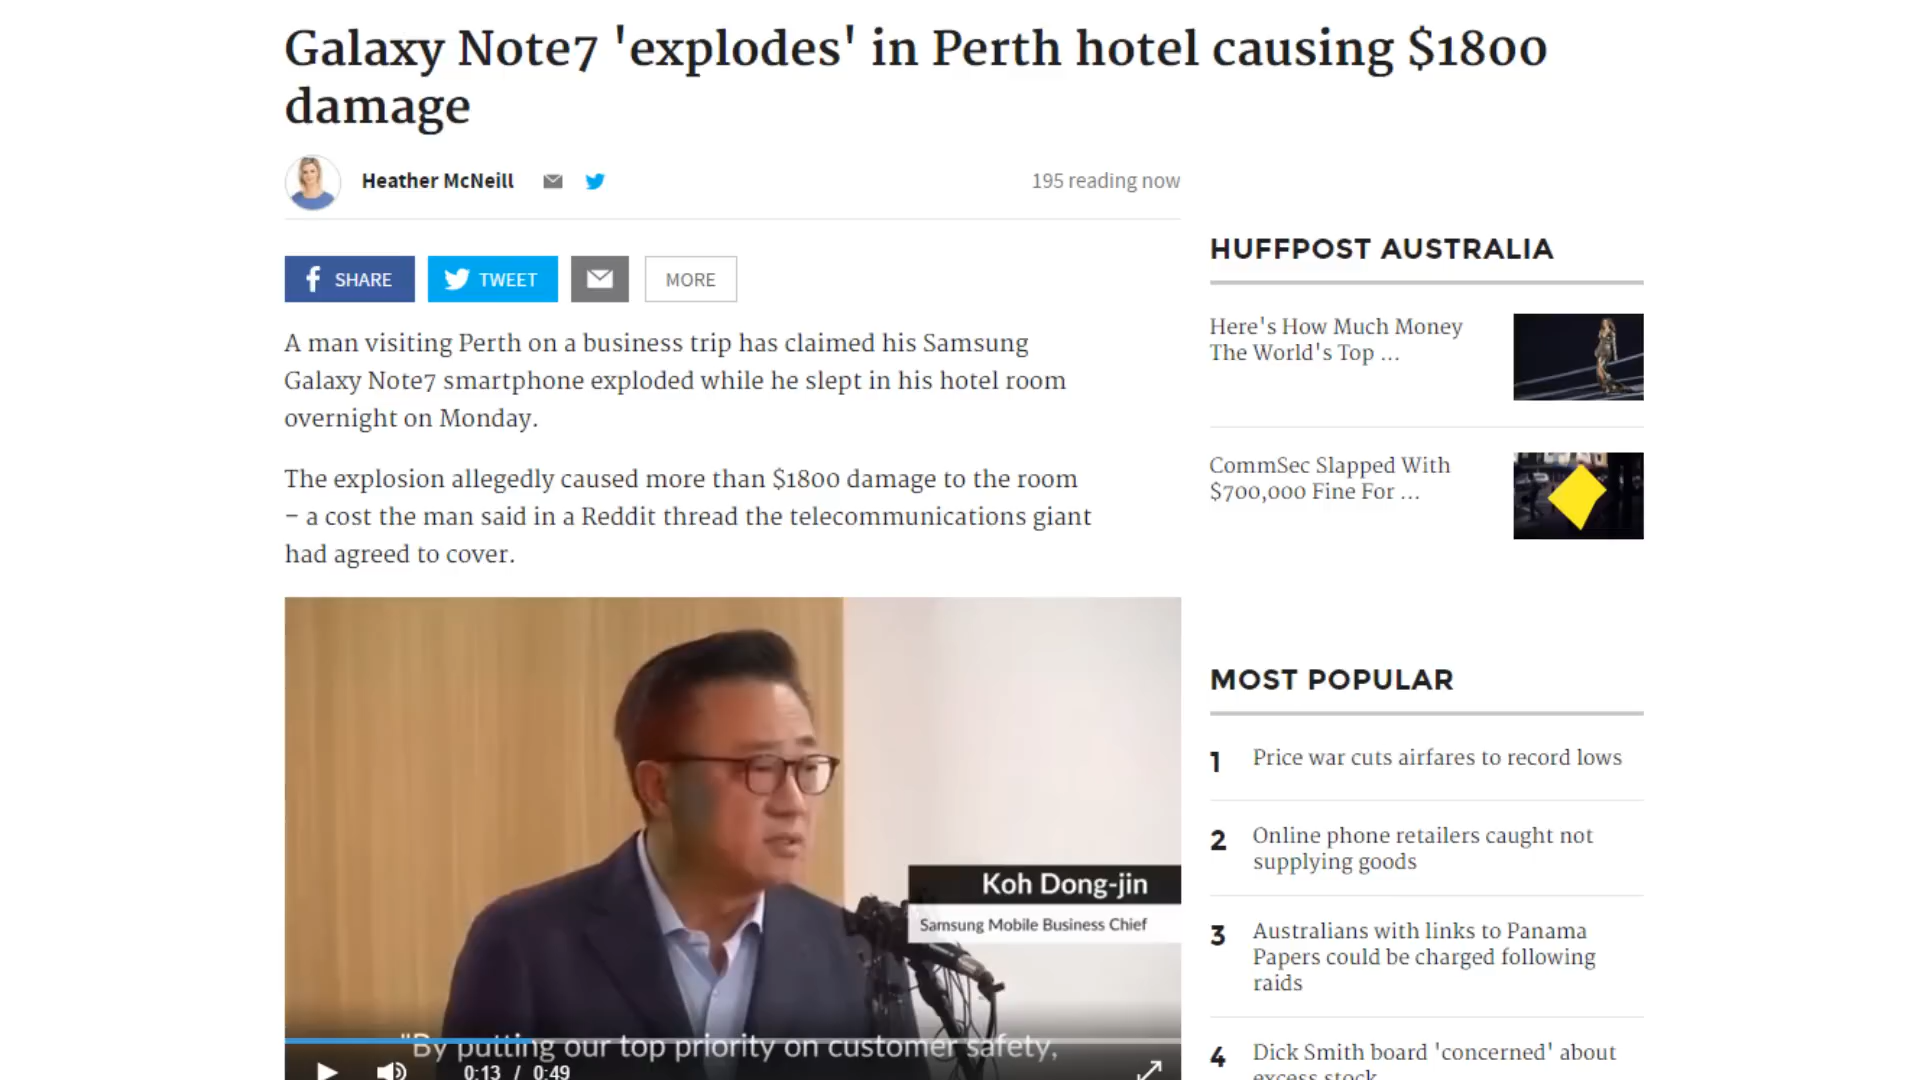 Galaxy Note7 'explodes' in Perth hotel causing $1800
damage
Heather McNeill
195 reading now
SHARE
TWEET
MORE
A man visiting Perth on a business trip has claimed his Samsung
Galaxy Note7 smartphone exploded while he slept in his hotel room
overnight on Monday.
The explosion allegedly caused more than $1800 damage to the room
– a cost the man said in a Reddit thread the telecommunications giant
had agreed to cover.
Koh Dong-jin
Samsung Mobile Business Chief
"By putting our top priority on customer safety,
0:13 / 0:49
HUFFPOST AUSTRALIA
Here's How Much Money
The World's Top ...
CommSec Slapped With
$700,000 Fine For ...
MOST POPULAR
1 Price war cuts airfares to record lows
2 Online phone retailers caught not
supplying goods
3 Australians with links to Panama
Papers could be charged following
raids
4 Dick Smith board 'concerned' about
excess stock